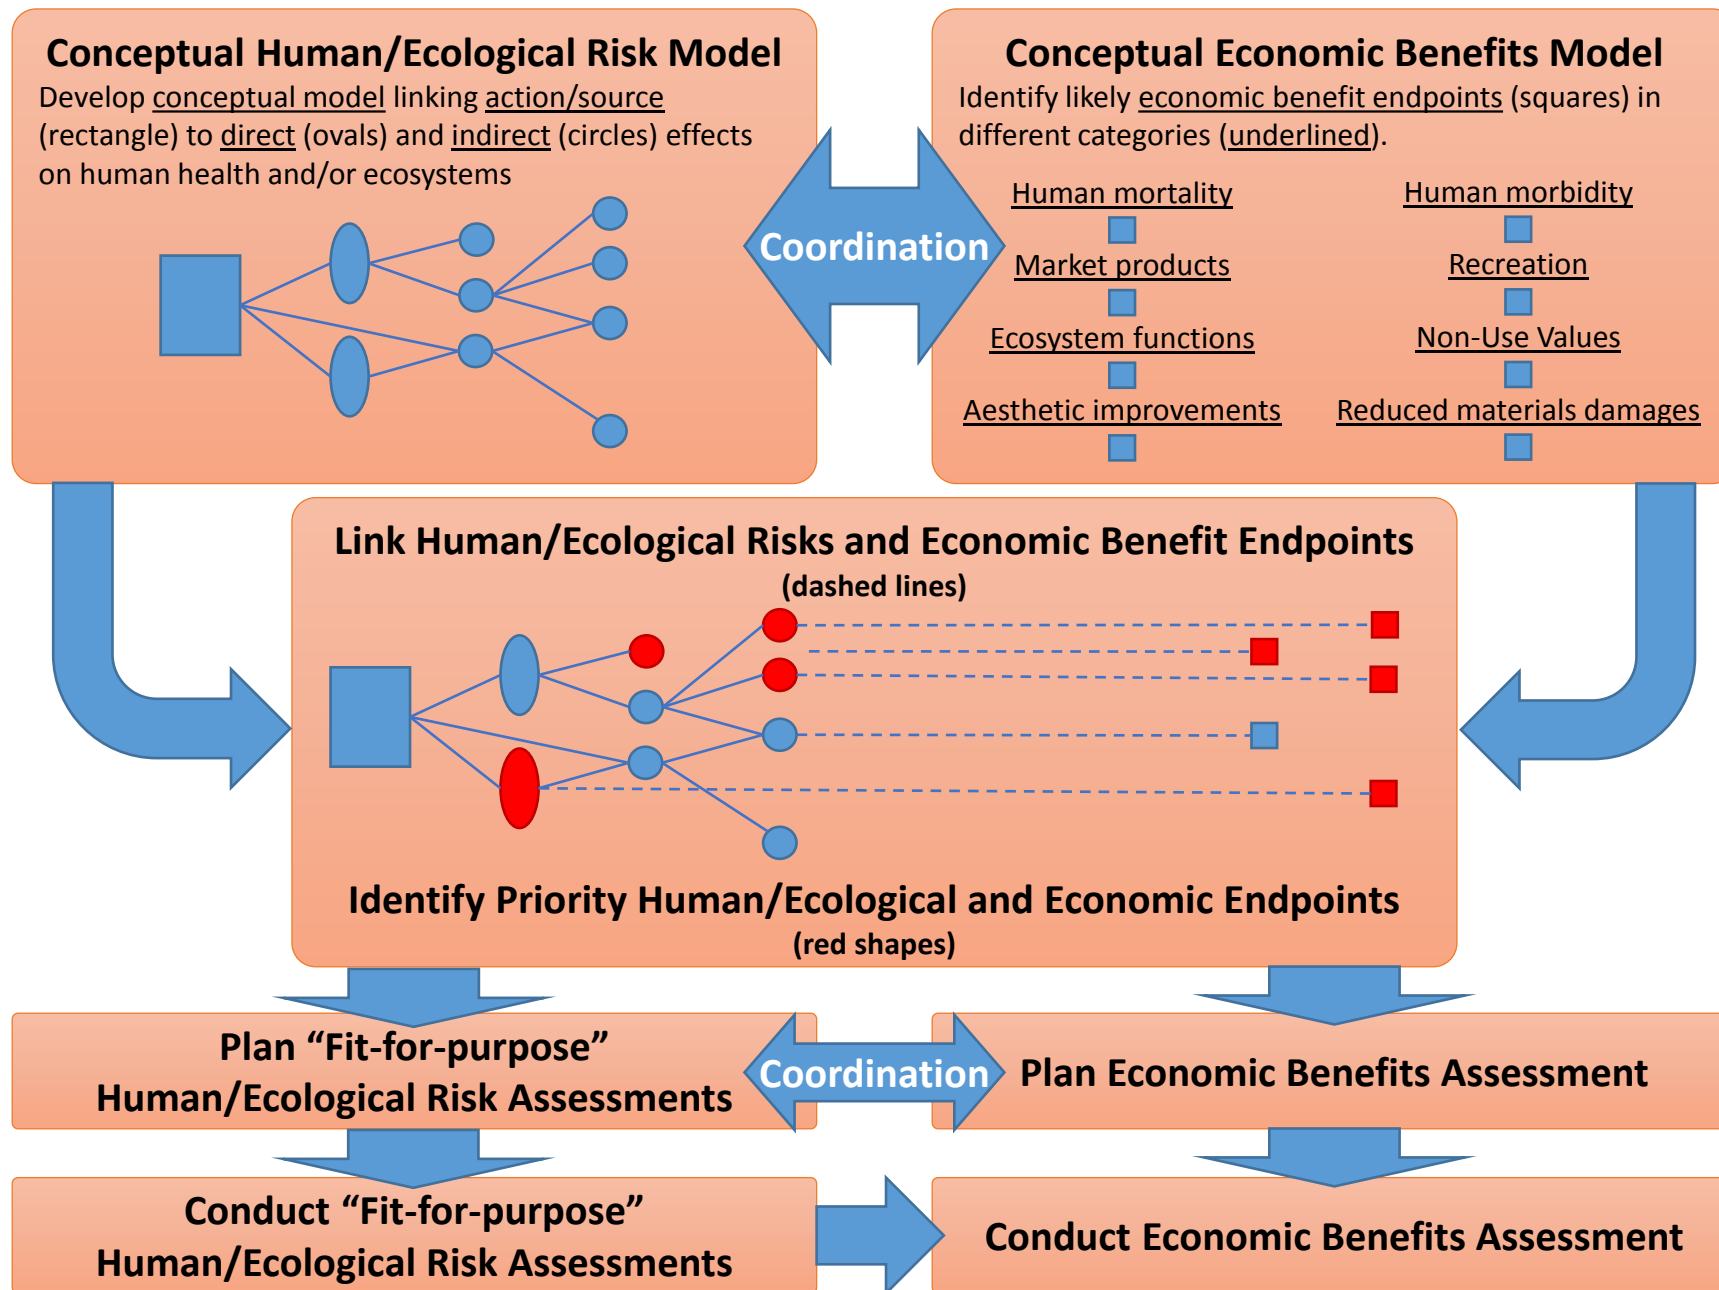 Conceptual Human/Ecological Risk Model
Develop conceptual model linking action/source
(rectangle) to direct (ovals) and indirect (circles) effects
on human health and/or ecosystems
Coordination
Conceptual Economic Benefits Model
Identify likely economic benefit endpoints (squares) in
different categories (underlined).
Human mortality
Human morbidity
Market products
Recreation
Ecosystem functions
Non-Use Values
Aesthetic improvements
Reduced materials damages
Link Human/Ecological Risks and Economic Benefit Endpoints
(dashed lines)
Identify Priority Human/Ecological and Economic Endpoints
(red shapes)
Plan “Fit-for-purpose”
Human/Ecological Risk Assessments
Coordination
Plan Economic Benefits Assessment
Conduct “Fit-for-purpose”
Human/Ecological Risk Assessments
Conduct Economic Benefits Assessment